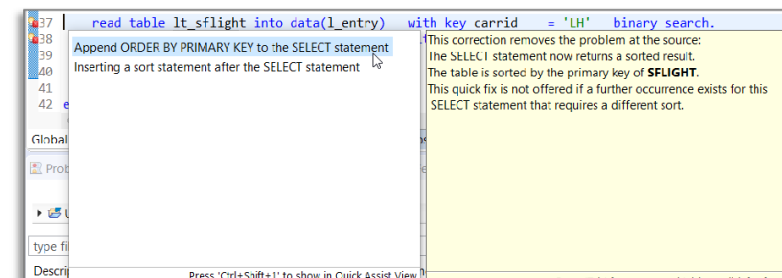 37 read table lt_sflight into data(l_entry) with key carrid = 'LH' binary search.
38
Append ORDER BY PRIMARY KEY to the SELECT statement
Inserting a sort statement after the SELECT statement
This correction removes the problem at the source:
The SELECT statement now returns a sorted result.
The table is sorted by the primary key of SFLIGHT.
This quick fix is not offered if a further occurrence exists for this
SELECT statement that requires a different sort.
39
40
41
42 e
Global
Prob
type fi
Descrip
Press 'Ctrl+Shift+1' to show in Quick Assist View